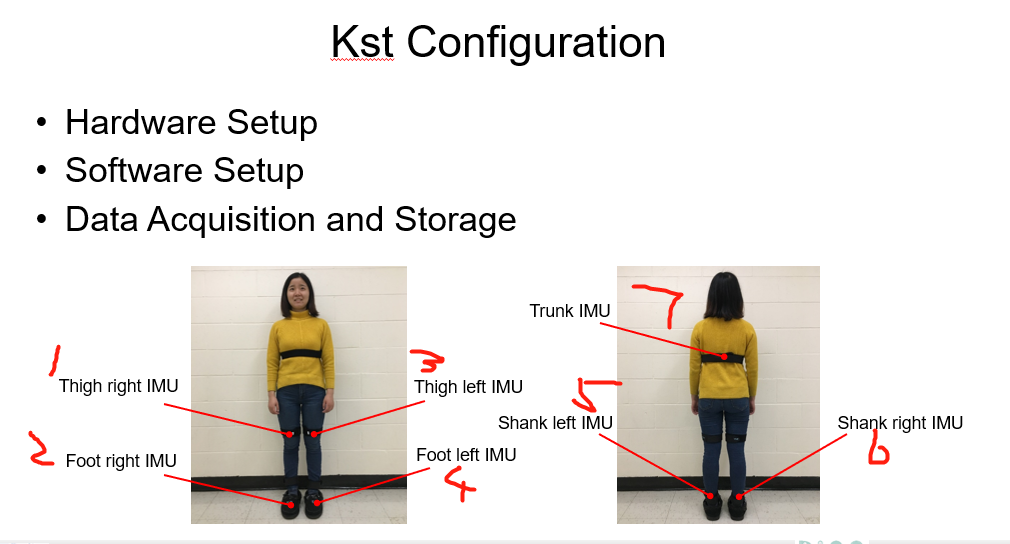 Kst Configuration
• Hardware Setup
• Software Setup
• Data Acquisition and Storage
1
Thigh right IMU
2
Foot right IMU
3
Thigh left IMU
Foot left IMU
4
Trunk IMU
7
5
Shank left IMU
Shank right IMU
6